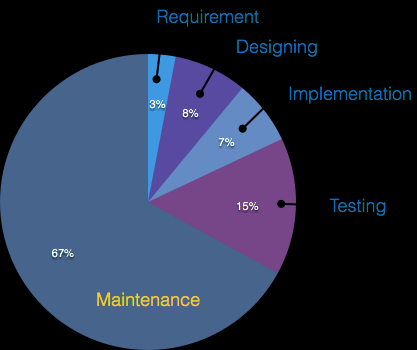 Requirement
Designing
Implementation
3%
8%
7%
15%
Testing
67%
Maintenance